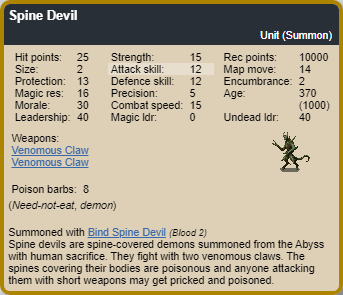 Spine Devil
Unit (Summon)
Hit points: 25 Strength: 15 Rec points: 10000
Size: 2 Attack skill: 12 Map move: 14
Protection: 13 Defence skill: 12 Encumbrance: 2
Magic res: 16 Precision: 5 Age: 370
Morale: 30 Combat speed: 15 (1000)
Leadership: 40 Magic ldr: 0 Undead ldr: 40
Weapons:
Venomous Claw
Venomous Claw
Poison barbs: 8
(Need-not-eat, demon)
Summoned with Bind Spine Devil (Blood 2)
Spine devils are spine-covered demons summoned from the Abyss
with human sacrifice. They fight with two venomous claws. The
spines covering their bodies are poisonous and anyone attacking
them with short weapons may get pricked and poisoned.